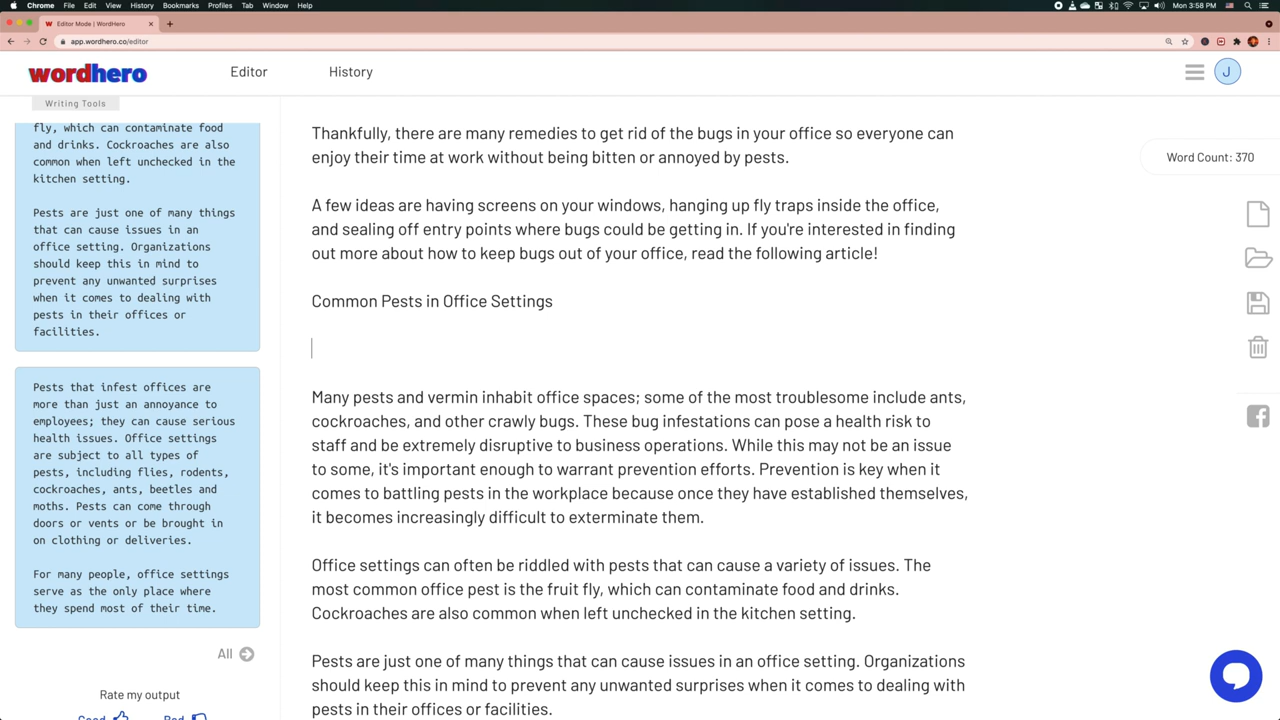 Chrome File Edit View History Bookmarks Profiles Tab Window Help
Mon 3:58 PM
Editor Mode | WordHero
app.wordhero.co/editor
wordhero
Editor
History
J
Writing Tools
fly, which can contaminate food
and drinks. Cockroaches are also
common when left unchecked in the
kitchen setting.
Pests are just one of many things
that can cause issues in an
office setting. Organizations
should keep this in mind to
prevent any unwanted surprises
when it comes to dealing with
pests in their offices or
facilities.
Pests that infest offices are
more than just an annoyance to
employees; they can cause serious
health issues. Office settings
are subject to all types of
pests, including flies, rodents,
cockroaches, ants, beetles and
moths. Pests can come through
doors or vents or be brought in
on clothing or deliveries.
For many people, office settings
serve as the only place where
they spend most of their time.
All
Rate my output
Good Bad
Thankfully, there are many remedies to get rid of the bugs in your office so everyone can
enjoy their time at work without being bitten or annoyed by pests.
A few ideas are having screens on your windows, hanging up fly traps inside the office,
and sealing off entry points where bugs could be getting in. If you're interested in finding
out more about how to keep bugs out of your office, read the following article!
Common Pests in Office Settings
Many pests and vermin inhabit office spaces; some of the most troublesome include ants,
cockroaches, and other crawly bugs. These bug infestations can pose a health risk to
staff and be extremely disruptive to business operations. While this may not be an issue
to some, it's important enough to warrant prevention efforts. Prevention is key when it
comes to battling pests in the workplace because once they have established themselves,
it becomes increasingly difficult to exterminate them.
Office settings can often be riddled with pests that can cause a variety of issues. The
most common office pest is the fruit fly, which can contaminate food and drinks.
Cockroaches are also common when left unchecked in the kitchen setting.
Pests are just one of many things that can cause issues in an office setting. Organizations
should keep this in mind to prevent any unwanted surprises when it comes to dealing with
pests in their offices or facilities.
Word Count: 370